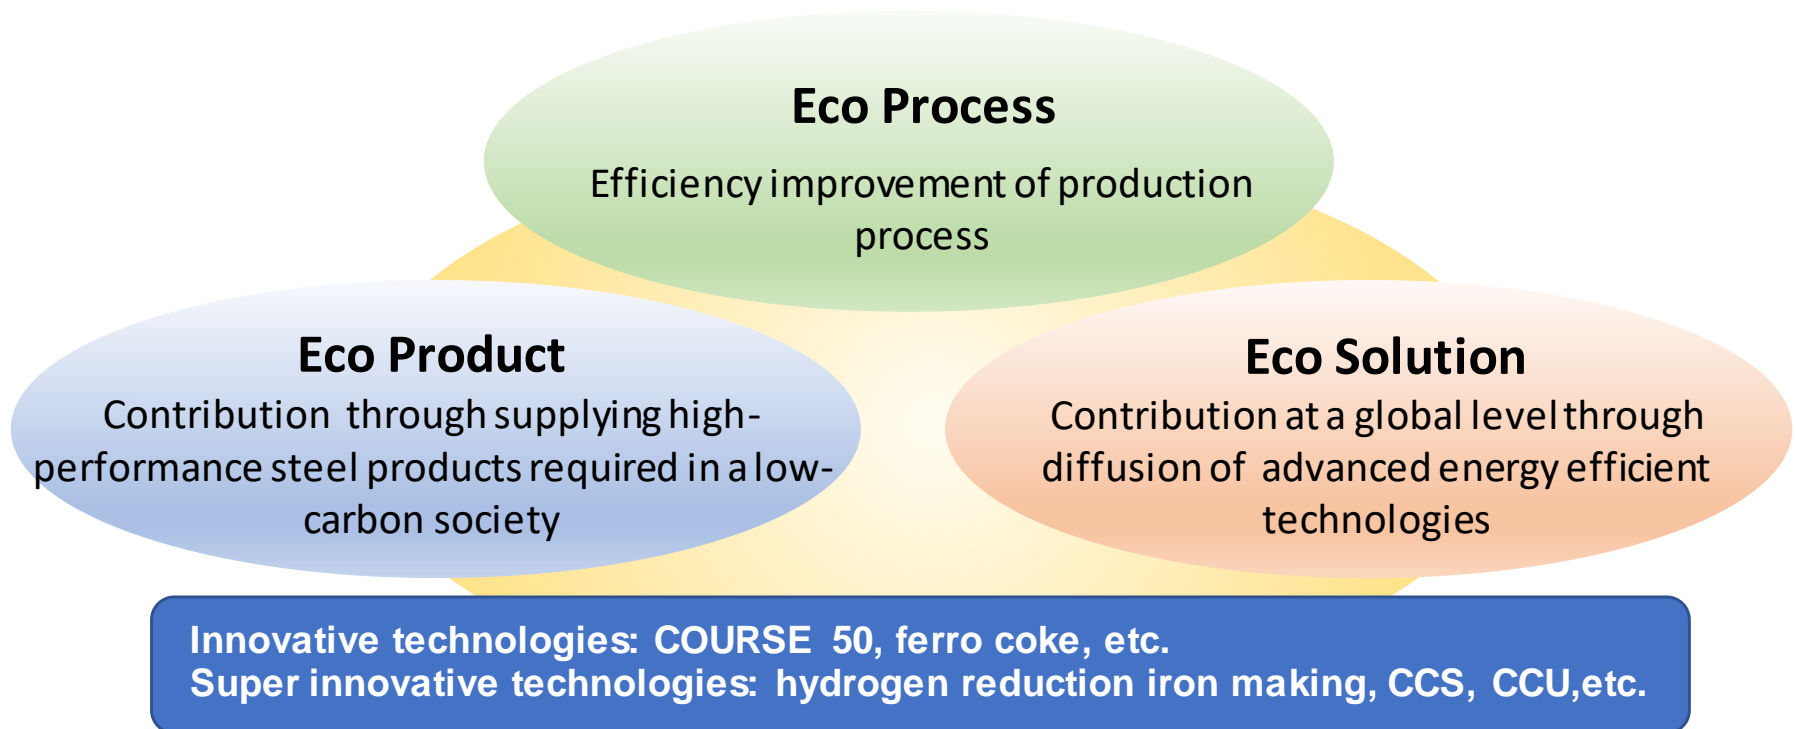 Eco Process
Efficiency improvement of production
process
Eco Product
Contribution through supplying high-
performance steel products required in a low-
carbon society
Eco Solution
Contribution at a global level through
diffusion of advanced energy efficient
technologies
Innovative technologies: COURSE 50, ferro coke, etc.
Super innovative technologies: hydrogen reduction iron making, CCS, CCU,etc.